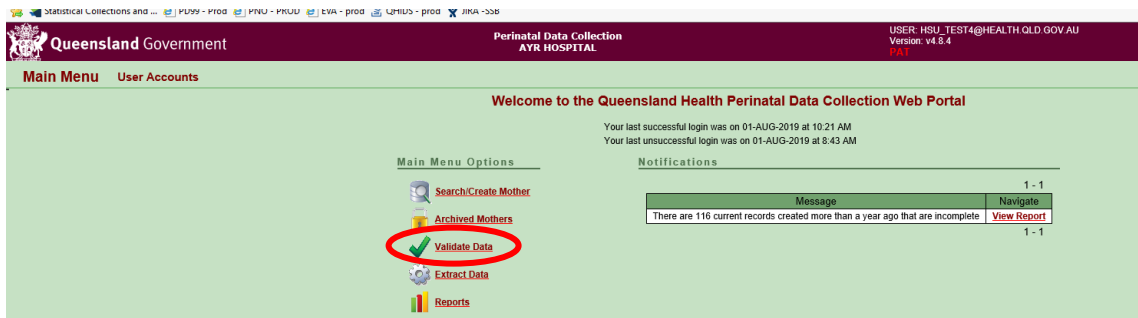 Statistical Collections and ... PD99 - Prod PNO - PROD EVA - prod QHIDS - prod JIRA -SSB
Queensland Government
Perinatal Data Collection
AYR HOSPITAL
USER: HSU_TEST4@HEALTH.QLD.GOV.AU
Version: v4.8.4
PAT
Main Menu User Accounts
Welcome to the Queensland Health Perinatal Data Collection Web Portal
Your last successful login was on 01-AUG-2019 at 10:21 AM
Your last unsuccessful login was on 01-AUG-2019 at 8:43 AM
Main Menu Options
Search/Create Mother
Archived Mothers
Validate Data
Extract Data
Reports
Notifications
1 - 1
Message Navigate
There are 116 current records created more than a year ago that are incomplete View Report
1 - 1